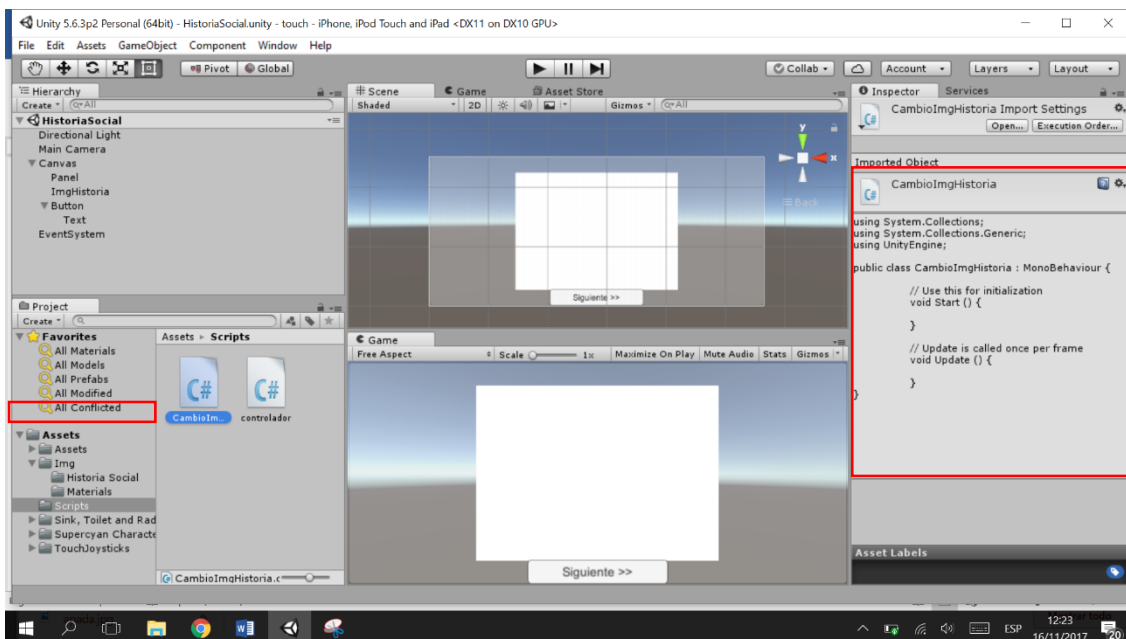 Unity 5.6.3p2 Personal (64bit) - HistoriaSocial.unity - touch - iPhone, iPod Touch and iPad <DX11 on DX10 GPU>
File Edit Assets GameObject Component Window Help
Pivot Global Collab Account Layers Layout
Hierarchy
Create All
HistoriaSocial
Directional Light
Main Camera
Canvas
Panel
ImgHistoria
Button
Text
EventSystem
Scene Game Asset Store
Shaded 2D Gizmos All
y
x
Back
Siguiente >>
Project
Create
Favorites
All Materials
All Models
All Prefabs
All Modified
All Conflicted
Assets
Assets
Img
Historia Social
Materials
Scripts
Sink, Toilet and Rad
Supercyan Characte
TouchJoysticks
Assets Scripts
C# C#
CambioIm... controlador
CambioImgHistoria.c
Game
Free Aspect Scale 1x Maximize On Play Mute Audio Stats Gizmos
Siguiente >>
Inspector Services
C#
CambioImgHistoria Import Settings
Open... Execution Order...
Imported Object
C#
CambioImgHistoria
using System.Collections;
using System.Collections.Generic;
using UnityEngine;
public class CambioImgHistoria : MonoBehaviour {
// Use this for initialization
void Start () {
}
// Update is called once per frame
void Update () {
}
}
Asset Labels
ESP
12:23
16/11/2017
20